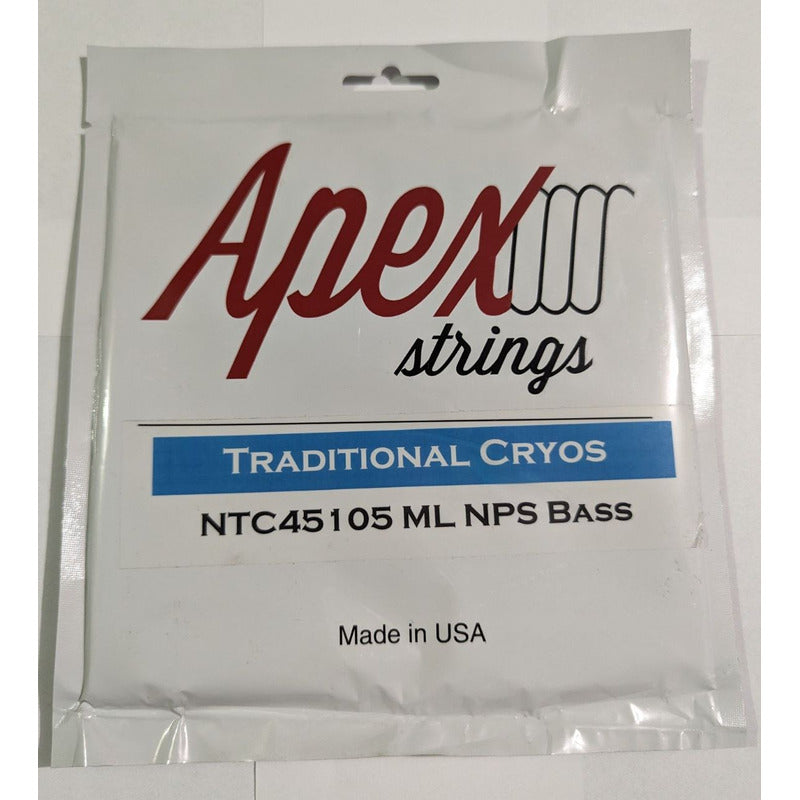 Apex
strings
TRADITIONAL CRYOS
NTC45105 ML NPS BASS
Made in USA